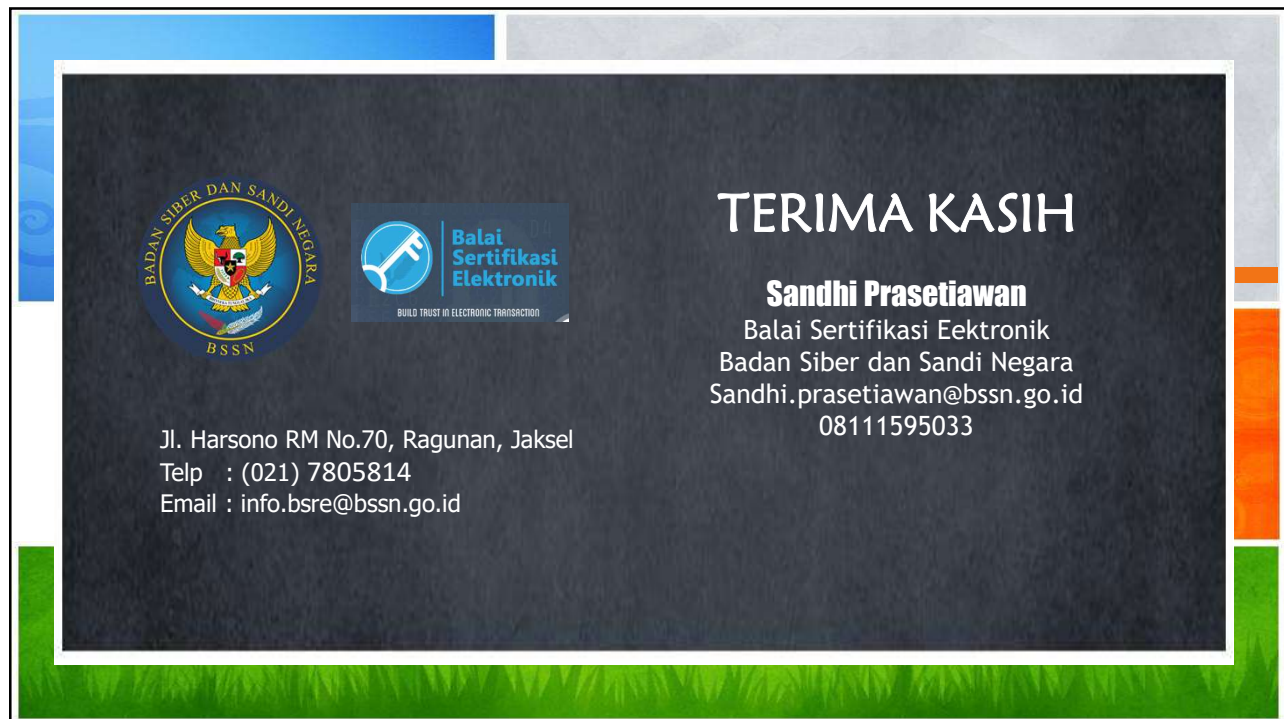 BADAN SIBER DAN SANDI NEGARA
BSSN
Balai
Sertifikasi
Elektronik
BUILD TRUST IN ELECTRONIC TRANSACTION
Jl. Harsono RM No.70, Ragunan, Jaksel
Telp : (021) 7805814
Email : info.bsre@bssn.go.id
TERIMA KASIH
Sandhi Prasetiawan
Balai Sertifikasi Eektronik
Badan Siber dan Sandi Negara
Sandhi.prasetiawan@bssn.go.id
08111595033